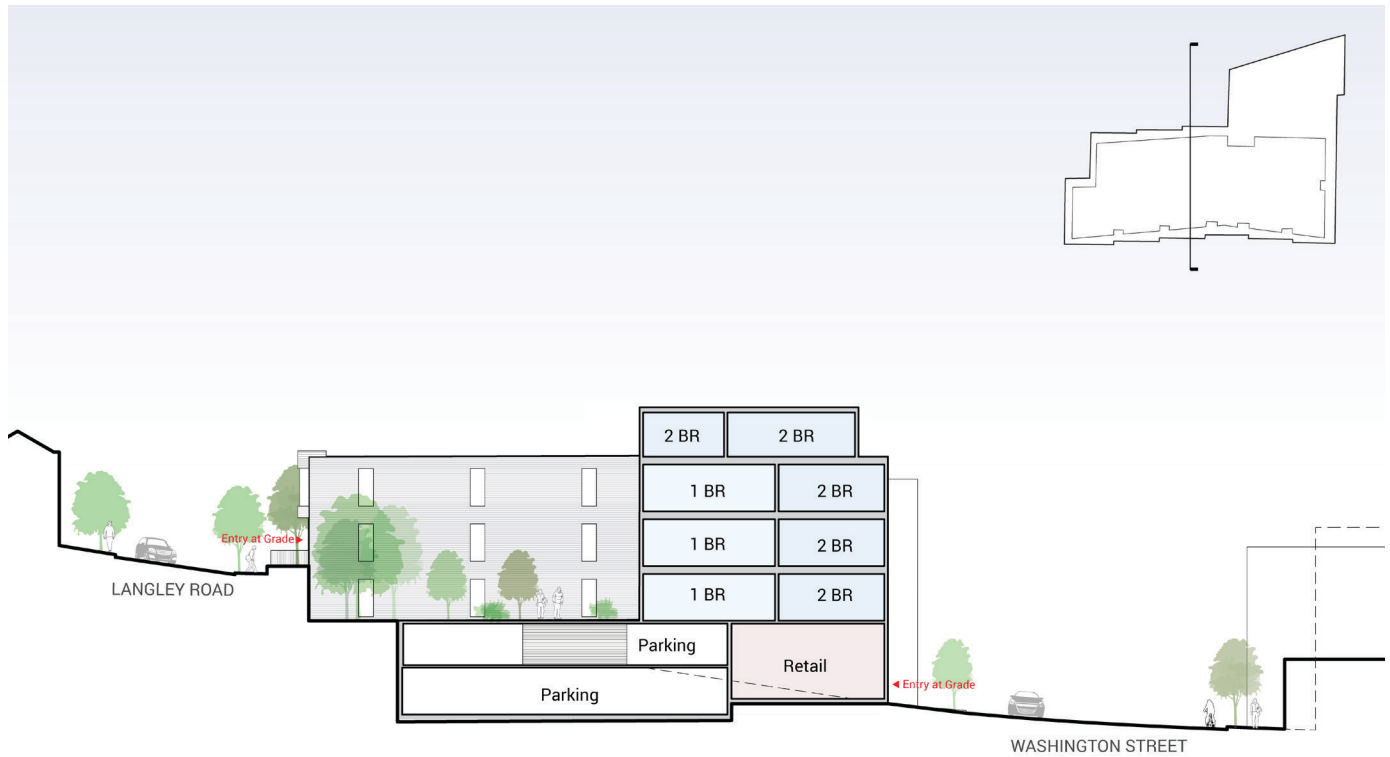 2 BR
2 BR
1 BR
2 BR
Entry at Grade
1 BR
2 BR
LANGLEY ROAD
1 BR
2 BR
Parking
Retail
Parking
Entry at Grade
WASHINGTON STREET